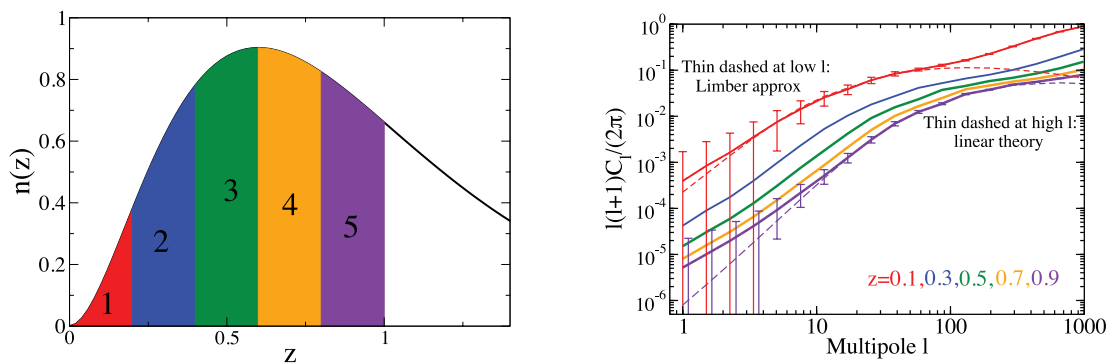 1
0.8
0.6
0.4
0.2
0
n(z)
1
2
3
4
5
0
0.5
1
z
10^0
10^-1
10^-2
10^-3
10^-4
10^-5
10^-6
l(l+1)C_l/(2π)
Thin dashed at low l:
Limber approx
Thin dashed at high l:
linear theory
z=0.1,0.3,0.5,0.7,0.9
1
10
100
1000
Multipole l